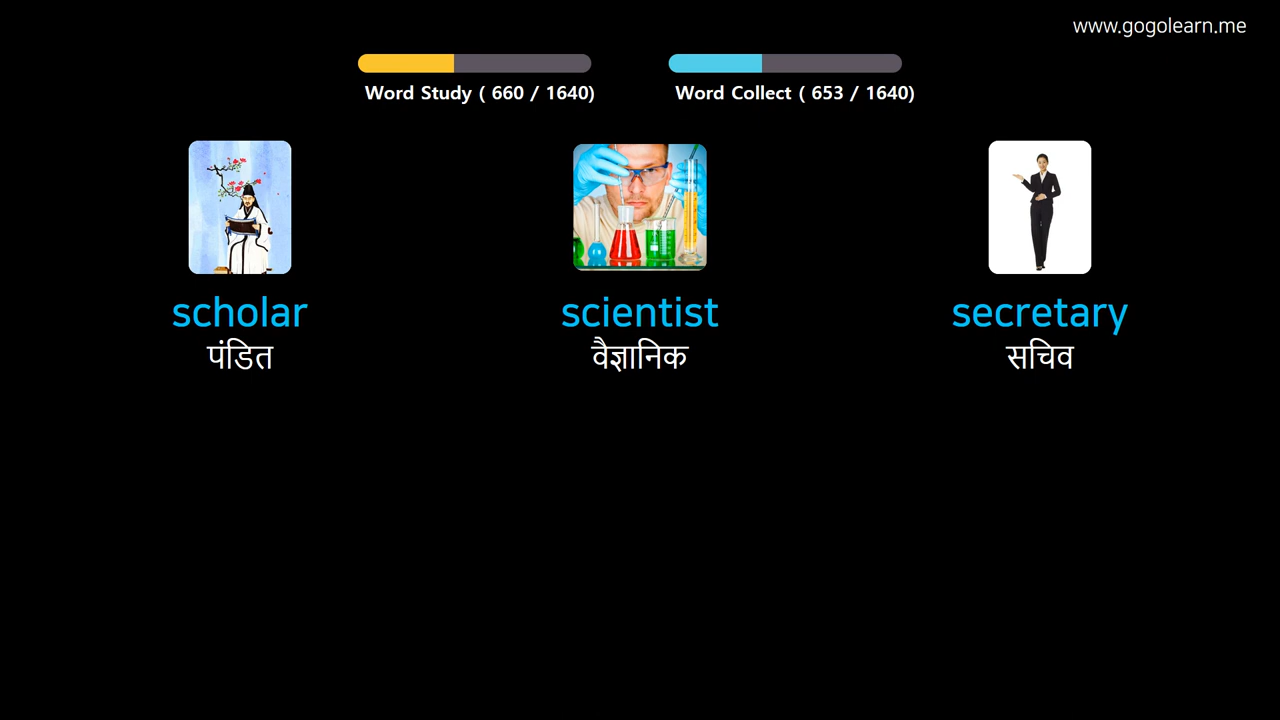 www.gogolearn.me
Word Study ( 660 / 1640)
Word Collect ( 653 / 1640)
scholar
पंडित
scientist
वैज्ञानिक
secretary
सचिव